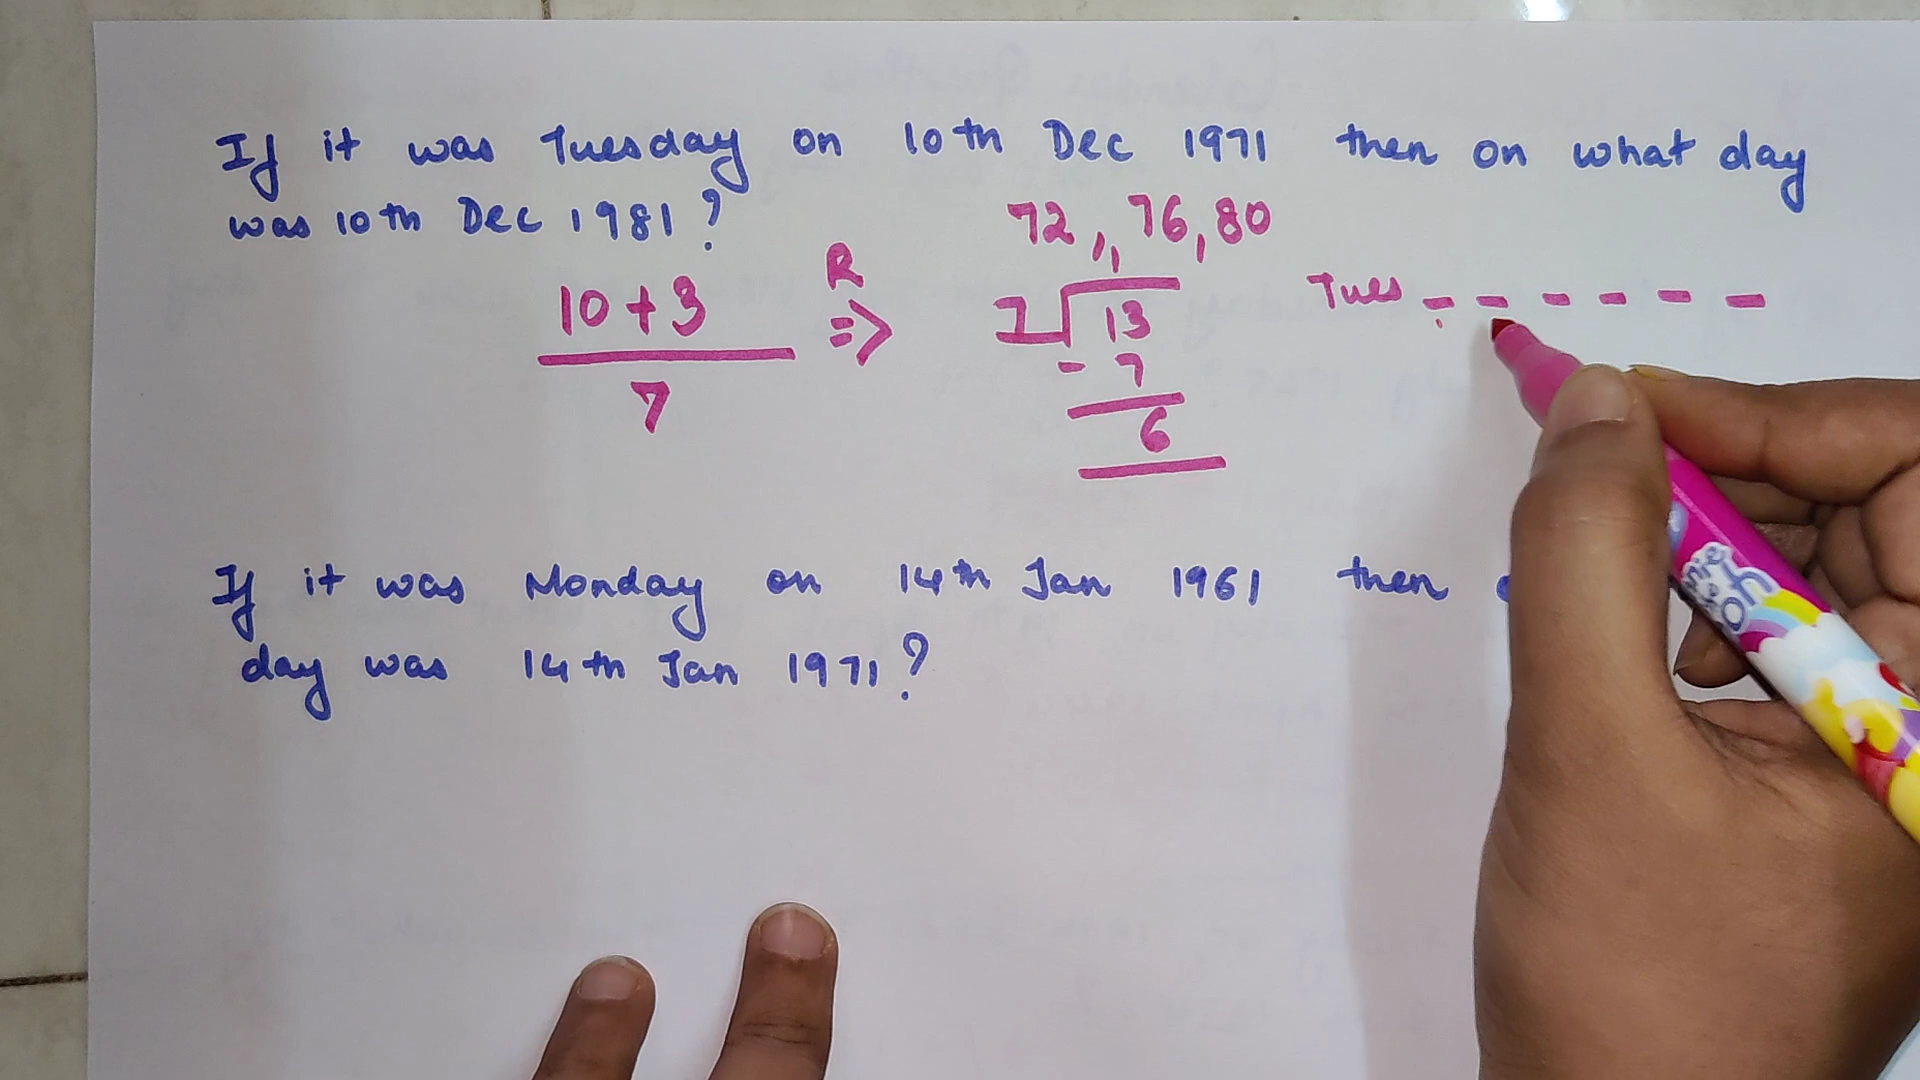 If it was Tuesday on 10th Dec 1971 then on what day
was 10th Dec 1981?
72,, 76, 80
10+3
7
R
=>
13
- 7
6
Tues - - - - - -
If it was Monday on 14th Jan 1961 then
day was 14th Jan 1971?